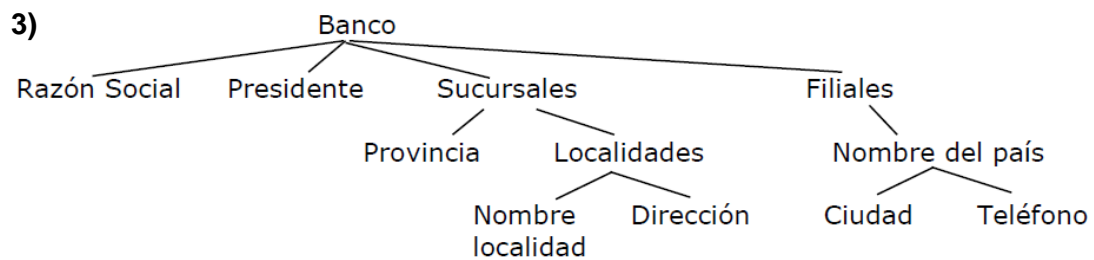 3)
Banco
Razón Social
Presidente
Sucursales
Filiales
Provincia
Localidades
Nombre del país
Nombre
localidad
Dirección
Ciudad
Teléfono